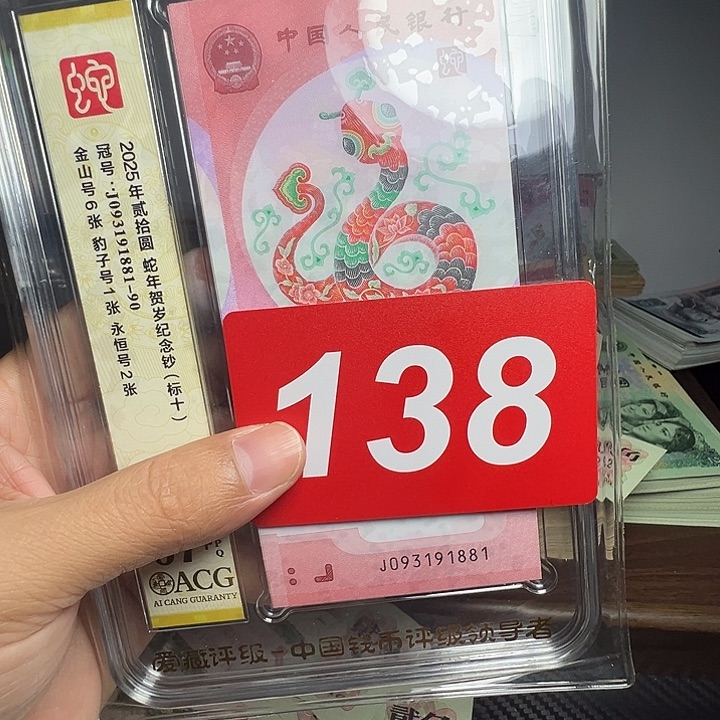 蛇
2025年贰拾圆 蛇年贺岁纪念钞（标十）
冠号：J093191881-90
金山号6张 豹子号1张 永恒号2张
PPQ
ACG
AI CANG GUARANTY
中国人民银行
蛇
138
J093191881
爱藏评级-中国钱币评级领导者